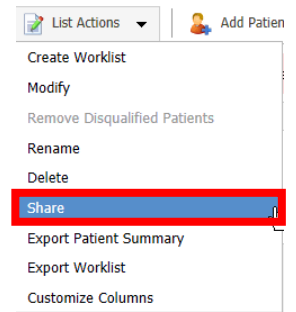 List Actions Add Patien
Create Worklist
Modify
Remove Disqualified Patients
Rename
Delete
Share
Export Patient Summary
Export Worklist
Customize Columns